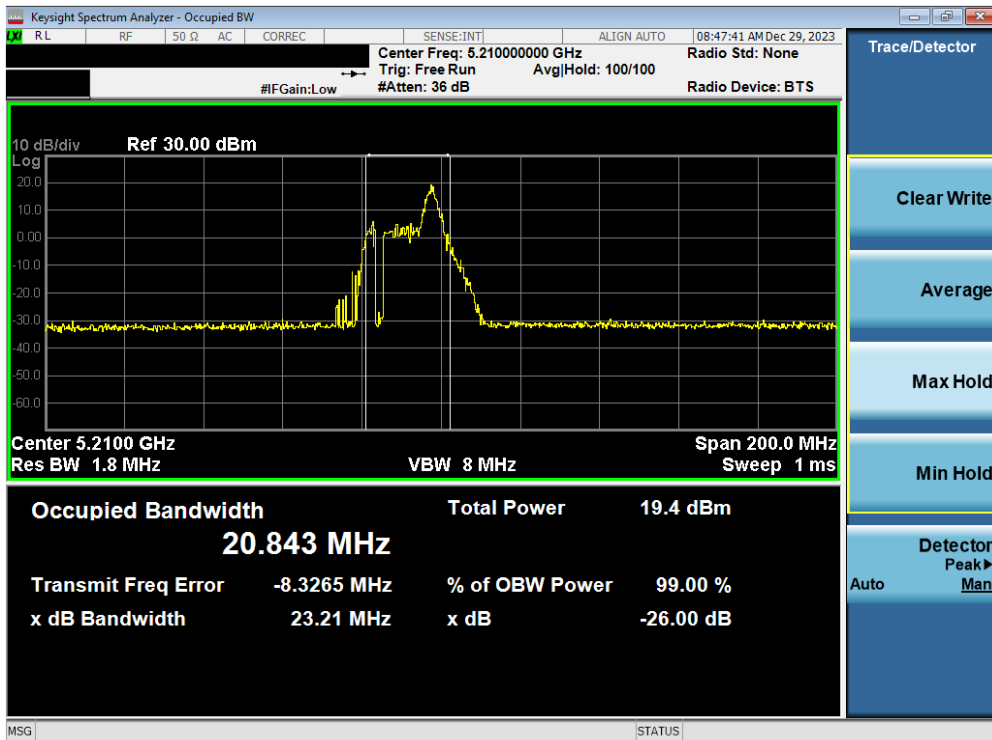 Keysight Spectrum Analyzer - Occupied BW
LXI RL RF 50 Ω AC CORREC SENSE:INT ALIGN AUTO 08:47:41 AM Dec 29, 2023
Center Freq: 5.210000000 GHz Radio Std: None
Trig: Free Run Avg|Hold: 100/100
#IFGain:Low #Atten: 36 dB Radio Device: BTS
Trace/Detector
10 dB/div Ref 30.00 dBm
Log
20.0
10.0
0.00
-10.0
-20.0
-30.0
-40.0
-50.0
-60.0
Center 5.2100 GHz Span 200.0 MHz
Res BW 1.8 MHz VBW 8 MHz Sweep 1 ms
Occupied Bandwidth Total Power 19.4 dBm
20.843 MHz
Transmit Freq Error -8.3265 MHz % of OBW Power 99.00 %
x dB Bandwidth 23.21 MHz x dB -26.00 dB
Clear Write
Average
Max Hold
Min Hold
Detector
Peak▶
Auto Man
MSG STATUS